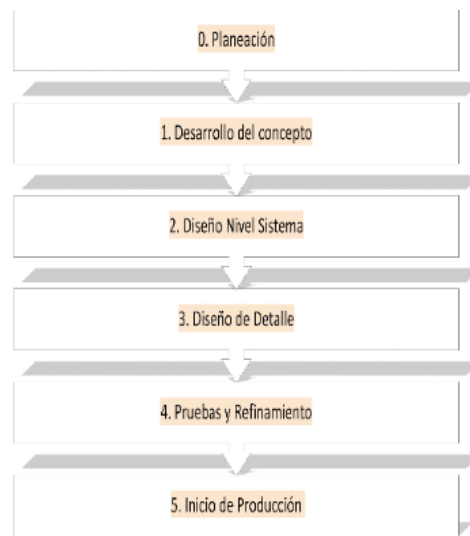 0. Planeación
1. Desarrollo del concepto
2. Diseño Nivel Sistema
3. Diseño de Detalle
4. Pruebas y Refinamiento
5. Inicio de Producción